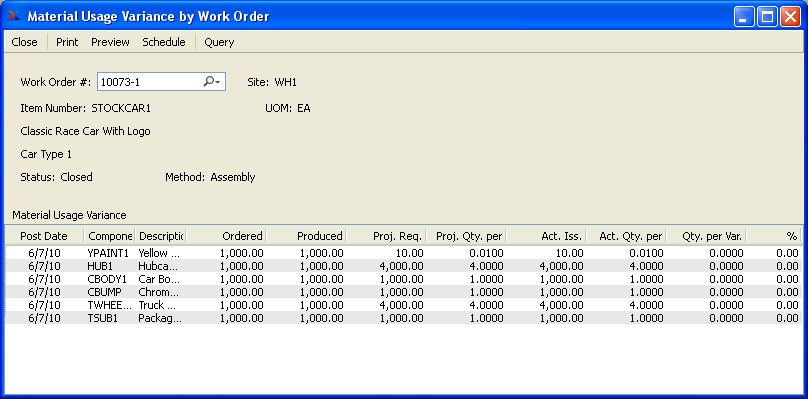 Material Usage Variance by Work Order
Close Print Preview Schedule Query
Work Order #: 10073-1 Site: WH1
Item Number: STOCKCAR1 UOM: EA
Classic Race Car With Logo
Car Type 1
Status: Closed Method: Assembly
Material Usage Variance
Post Date Compone Descriptic Ordered Produced Proj. Req. Proj. Qty. per Act. Iss. Act. Qty. per Qty. per Var. %
6/7/10 YPAINT1 Yellow ... 1,000.00 1,000.00 10.00 0.0100 10.00 0.0100 0.0000 0.00
6/7/10 HUB1 Hubca... 1,000.00 1,000.00 4,000.00 4.0000 4,000.00 4.0000 0.0000 0.00
6/7/10 CBODY1 Car Bo... 1,000.00 1,000.00 1,000.00 1.0000 1,000.00 1.0000 0.0000 0.00
6/7/10 CBUMP Chrom... 1,000.00 1,000.00 1,000.00 1.0000 1,000.00 1.0000 0.0000 0.00
6/7/10 TWHEE... Truck ... 1,000.00 1,000.00 4,000.00 4.0000 4,000.00 4.0000 0.0000 0.00
6/7/10 TSUB1 Packag... 1,000.00 1,000.00 1,000.00 1.0000 1,000.00 1.0000 0.0000 0.00